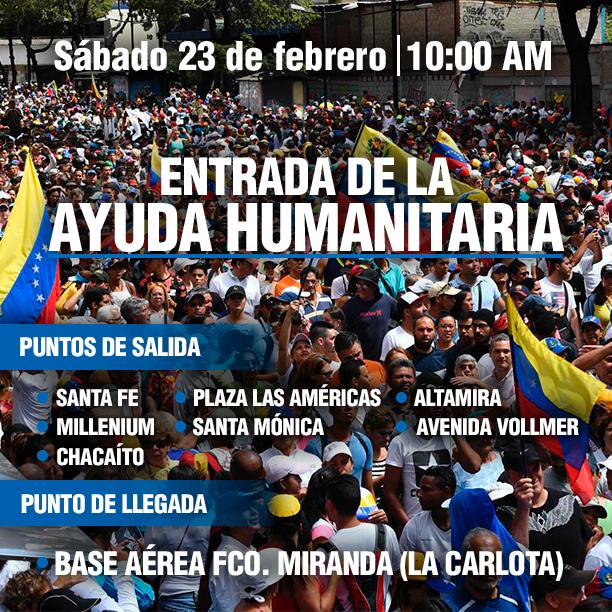 Sábado 23 de febrero | 10:00 AM
ENTRADA DE LA
AYUDA HUMANITARIA
PUNTOS DE SALIDA
• SANTA FE • PLAZA LAS AMÉRICAS • ALTAMIRA
• MILLENIUM • SANTA MÓNICA • AVENIDA VOLLMER
• CHACAÍTO
PUNTO DE LLEGADA
• BASE AÉREA FCO. MIRANDA (LA CARLOTA)